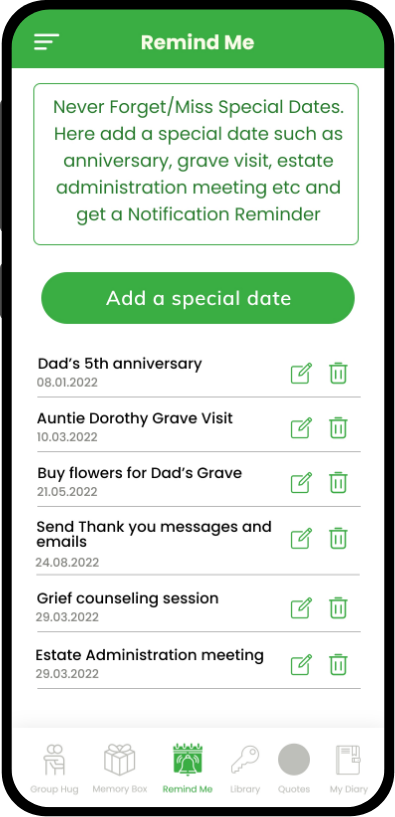 Remind Me
Never Forget/Miss Special Dates.
Here add a special date such as
anniversary, grave visit, estate
administration meeting etc and
get a Notification Reminder
Add a special date
Dad's 5th anniversary
08.01.2022
Auntie Dorothy Grave Visit
10.03.2022
Buy flowers for Dad's Grave
21.05.2022
Send Thank you messages and
emails
24.08.2022
Grief counseling session
29.03.2022
Estate Administration meeting
29.03.2022
Group Hug Memory Box Remind Me Library Quotes My Diary